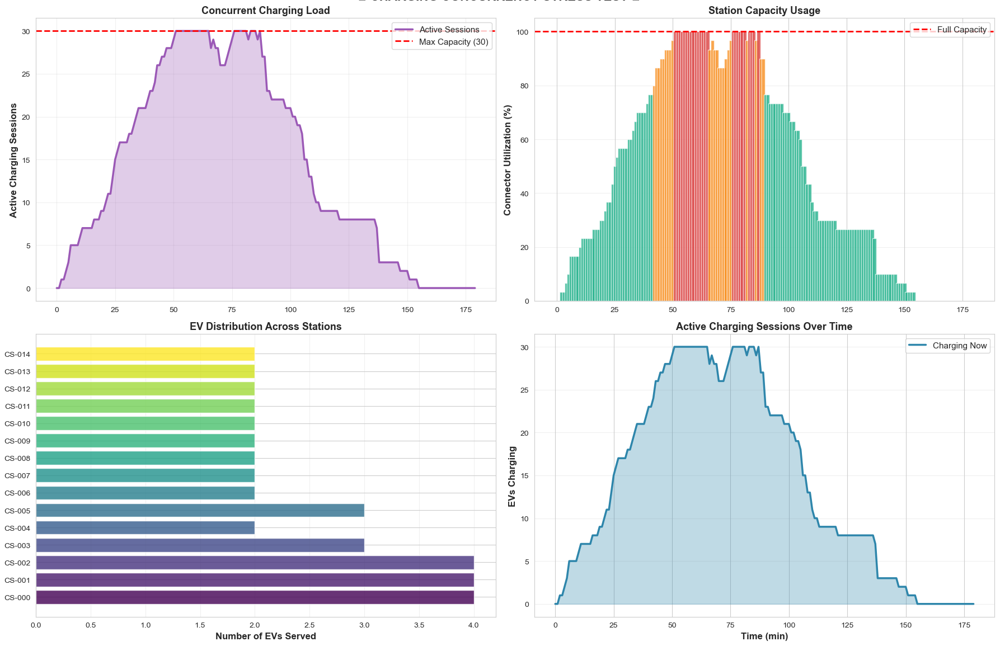 CHARGING CONCURRENCY STRESS TEST
Concurrent Charging Load
Active Charging Sessions
30
25
20
15
10
5
0
0 25 50 75 100 125 150 175
Active Sessions
Max Capacity (30)
Station Capacity Usage
Connector Utilization (%)
100
80
60
40
20
0
0 25 50 75 100 125 150 175
Full Capacity
EV Distribution Across Stations
CS-014
CS-013
CS-012
CS-011
CS-010
CS-009
CS-008
CS-007
CS-006
CS-005
CS-004
CS-003
CS-002
CS-001
CS-000
0.0 0.5 1.0 1.5 2.0 2.5 3.0 3.5 4.0
Number of EVs Served
Active Charging Sessions Over Time
EVs Charging
30
25
20
15
10
5
0
0 25 50 75 100 125 150 175
Time (min)
Charging Now